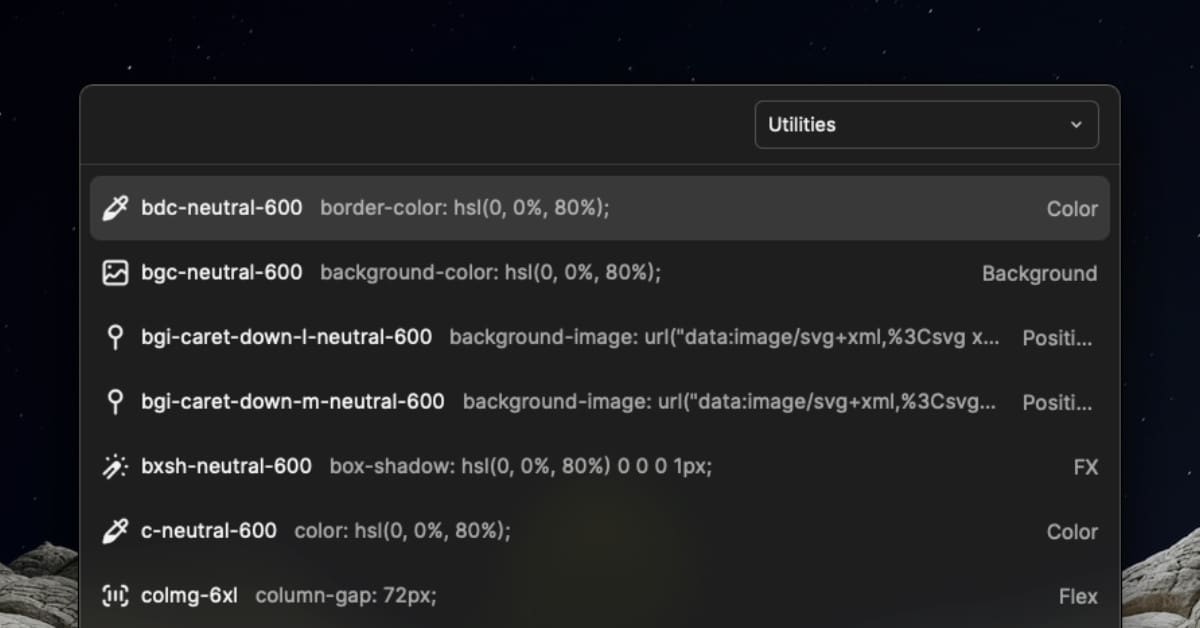 Utilities
bdc-neutral-600 border-color: hsl(0, 0%, 80%); Color
bgc-neutral-600 background-color: hsl(0, 0%, 80%); Background
bgi-caret-down-l-neutral-600 background-image: url("data:image/svg+xml,%3Csvg x... Positi...
bgi-caret-down-m-neutral-600 background-image: url("data:image/svg+xml,%3Csvg... Positi...
bxsh-neutral-600 box-shadow: hsl(0, 0%, 80%) 0 0 0 1px; FX
c-neutral-600 color: hsl(0, 0%, 80%); Color
colmg-6xl column-gap: 72px; Flex